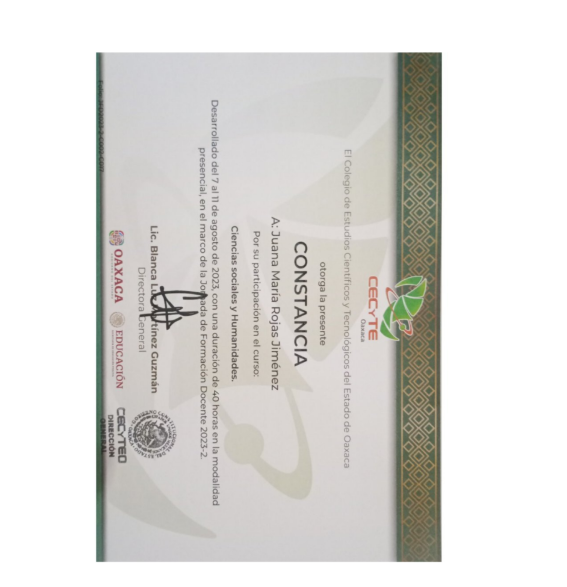 CECyTE
Oaxaca
El Colegio de Estudios Científicos y Tecnológicos del Estado de Oaxaca
otorga la presente
CONSTANCIA
A: Juana María Rojas Jiménez
Por su participación en el curso:
Ciencias sociales y Humanidades.
Desarrollado del 7 al 11 de agosto de 2023, con una duración de 40 horas en la modalidad
presencial, en el marco de la Jornada de Formación Docente 2023-2.
Lic. Blanca Guzmán
Directora General
OAXACA
EDUCACIÓN
CECYTEO
DIRECCIÓN
GENERAL